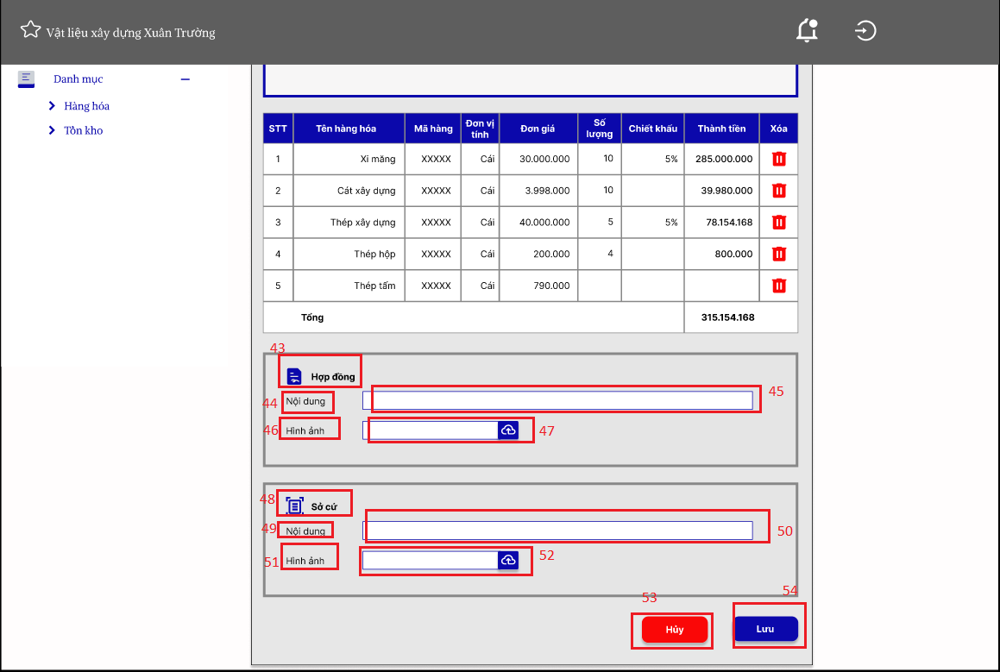 Vật liệu xây dựng Xuân Trường
Danh mục
Hàng hóa
Tồn kho
STT Tên hàng hóa Mã hàng Đơn vị tính Đơn giá Số lượng Chiết khấu Thành tiền Xóa
1 Xi măng XXXXX Cái 30.000.000 10 5% 285.000.000
2 Cát xây dựng XXXXX Cái 3.998.000 10 39.980.000
3 Thép xây dựng XXXXX Cái 40.000.000 5 5% 78.154.168
4 Thép hộp XXXXX Cái 200.000 4 800.000
5 Thép tấm XXXXX Cái 790.000
Tổng 315.154.168
43
Hợp đồng
44 Nội dung 45
46 Hình ảnh 47
48 Sở cứ
49 Nội dung 50
51 Hình ảnh 52
53 54
Hủy Lưu